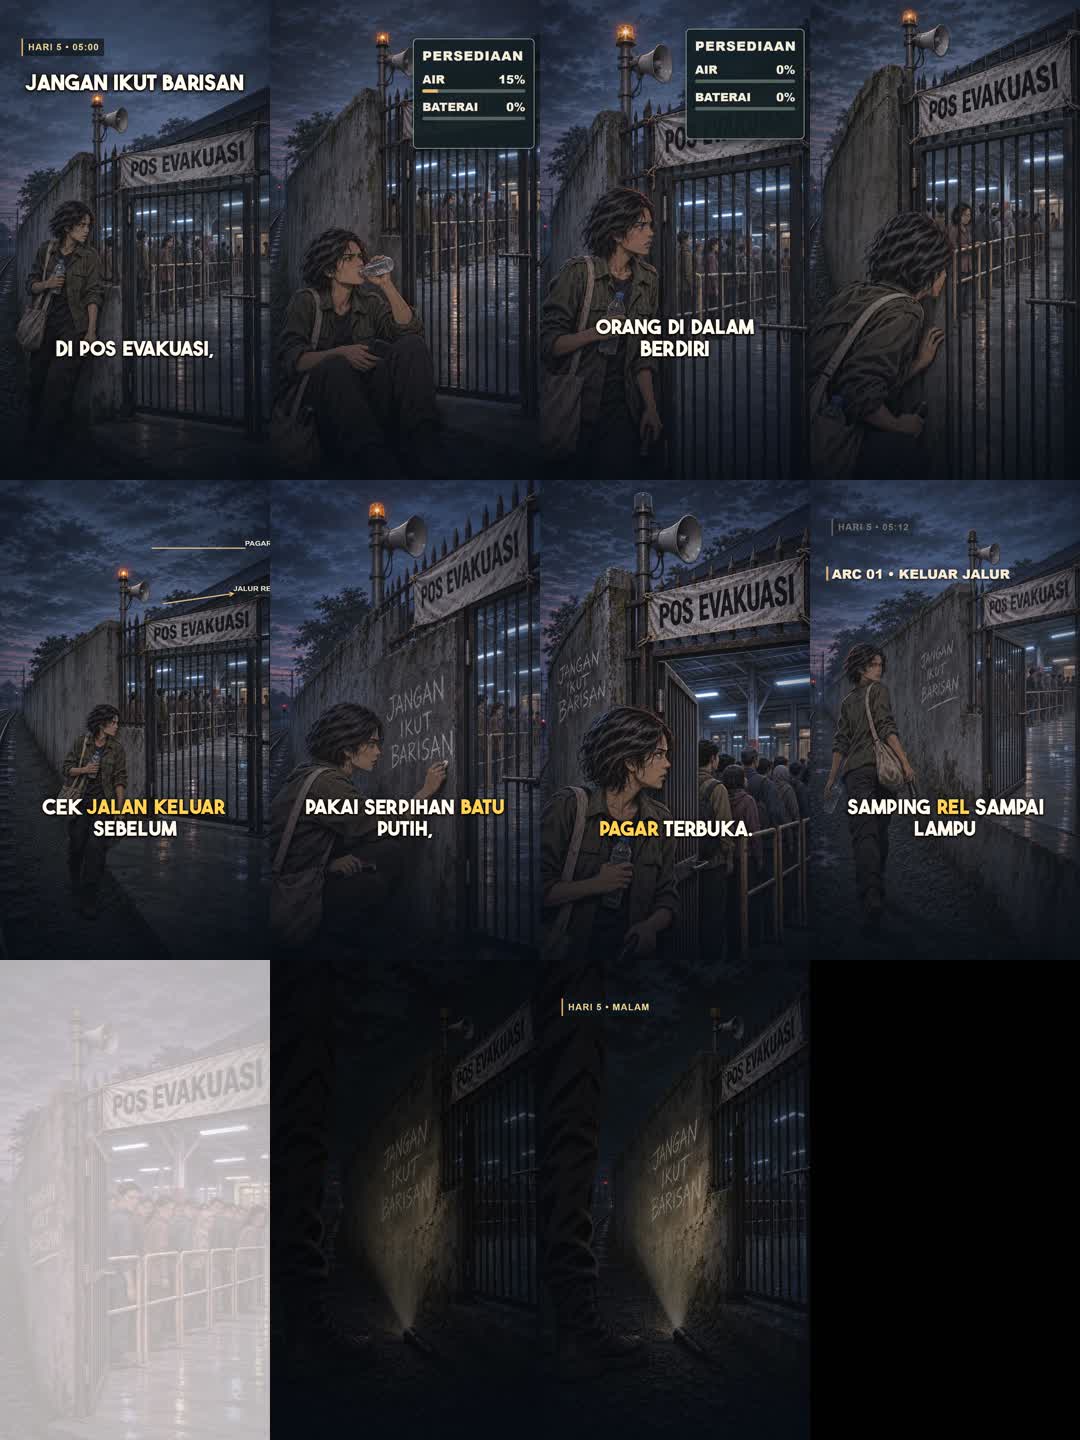 HARI 5 • 05:00
JANGAN IKUT BARISAN
POS EVAKUASI
DI POS EVAKUASI,
PERSEDIAAN
AIR 15%
BATERAI 0%
PERSEDIAAN
AIR 0%
BATERAI 0%
POS EVAKUASI
ORANG DI DALAM
BERDIRI
POS EVAKUASI
PAGAR
JALUR RE
POS EVAKUASI
CEK JALAN KELUAR
SEBELUM
POS EVAKUASI
JANGAN
IKUT
BARISAN
PAKAI SERPIHAN BATU
PUTIH,
POS EVAKUASI
JANGAN
IKUT
BARISAN
PAGAR TERBUKA.
HARI 5 • 05:12
ARC 01 • KELUAR JALUR
POS EVAKUASI
JANGAN
IKUT
BARISAN
SAMPING REL SAMPAI
LAMPU
POS EVAKUASI
POS EVAKUASI
JANGAN
IKUT
BARISAN
HARI 5 • MALAM
POS EVAKUASI
JANGAN
IKUT
BARISAN